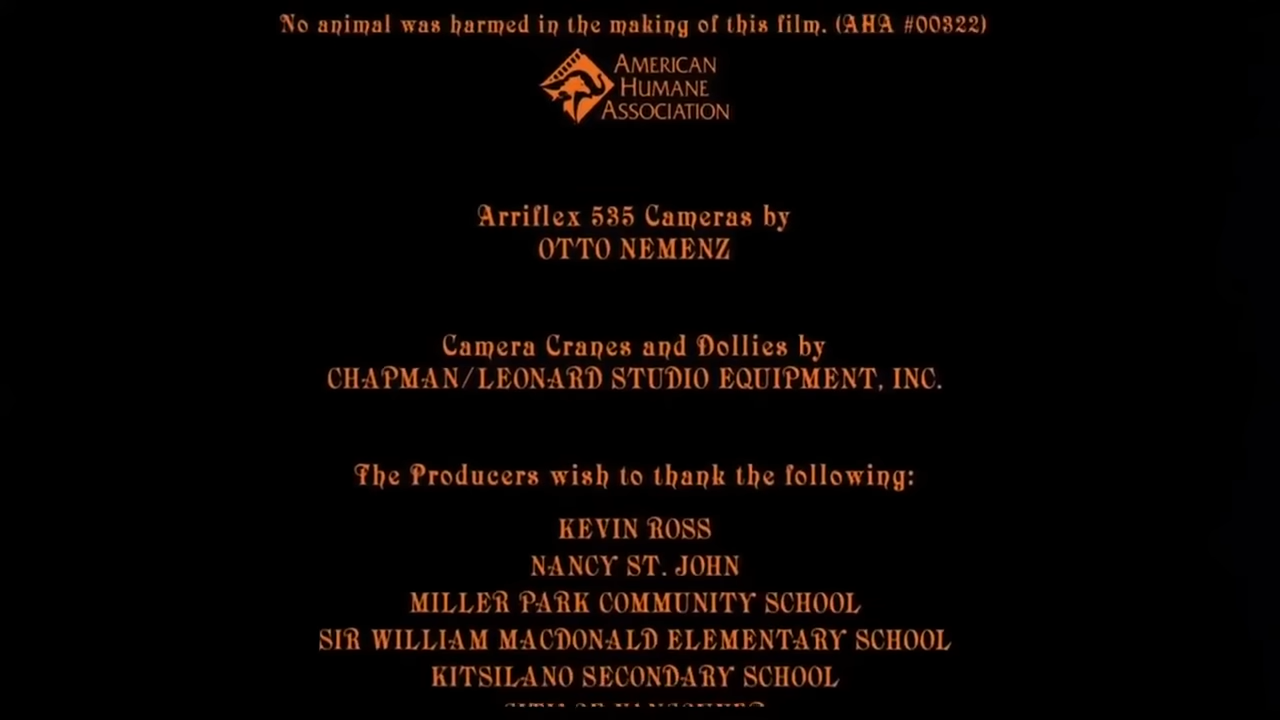 No animal was harmed in the making of this film. (AHA #00322)
AMERICAN
HUMANE
ASSOCIATION
Arriflex 535 Cameras by
OTTO NEMENZ
Camera Cranes and Dollies by
CHAPMAN/LEONARD STUDIO EQUIPMENT, INC.
The Producers wish to thank the following:
KEVIN ROSS
NANCY ST. JOHN
MILLER PARK COMMUNITY SCHOOL
SIR WILLIAM MACDONALD ELEMENTARY SCHOOL
KITSILANO SECONDARY SCHOOL